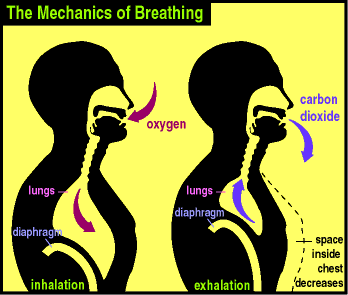 The Mechanics of Breathing
oxygen
lungs
diaphragm
inhalation
carbon
dioxide
lungs
diaphragm
exhalation
space
inside
chest
decreases